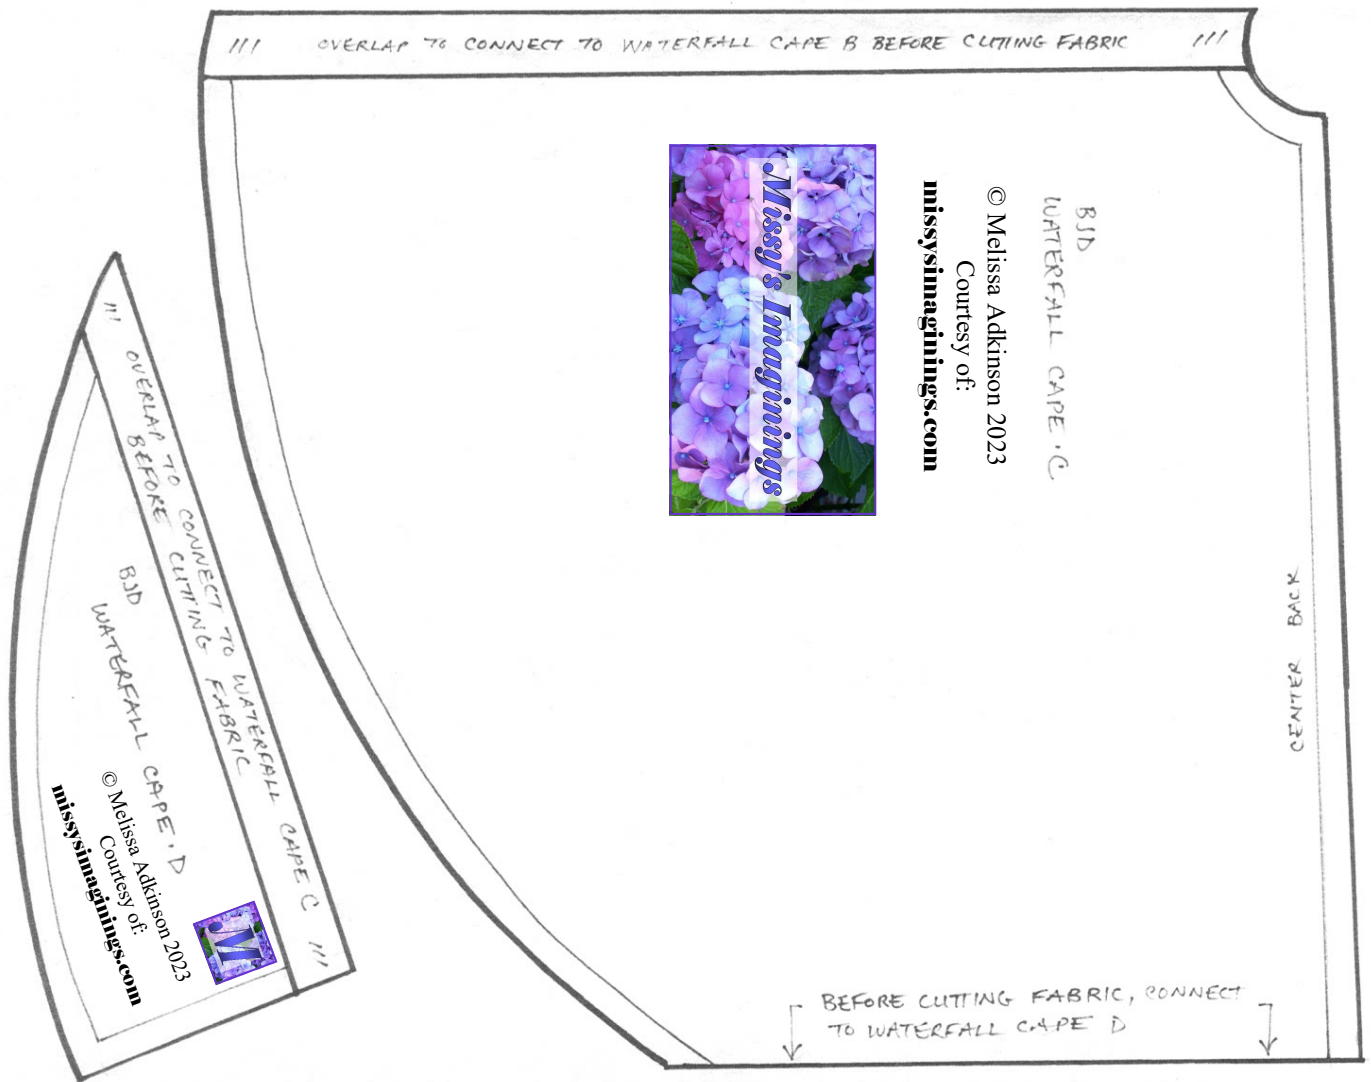 /// OVERLAP TO CONNECT TO WATERFALL CAPE B BEFORE CUTTING FABRIC ///
BJD
WATERFALL CAPE · C
© Melissa Adkinson 2023
Courtesy of:
missysimaginings.com
Missy's Imaginings
CENTER BACK
BEFORE CUTTING FABRIC, CONNECT
TO WATERFALL CAPE D
/// OVERLAP TO CONNECT TO WATERFALL CAPE C ///
BEFORE CUTTING FABRIC
BJD
WATERFALL CAPE · D
© Melissa Adkinson 2023
Courtesy of:
missysimaginings.com
M